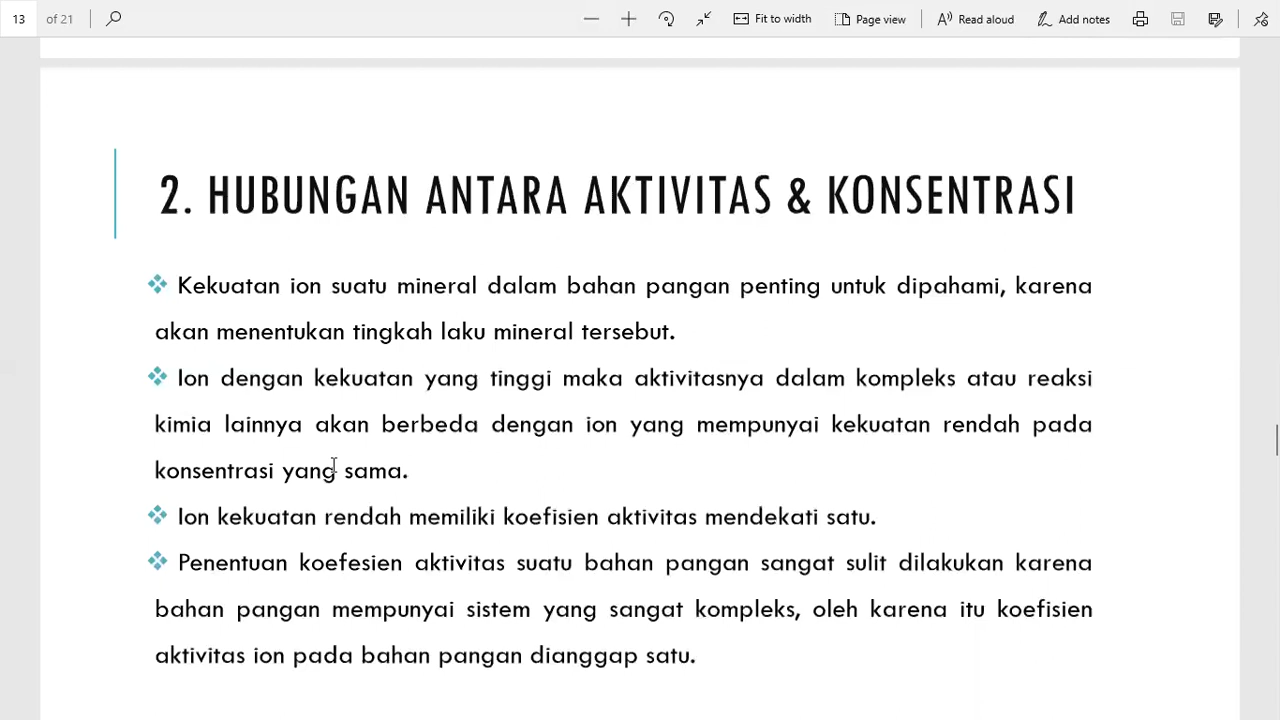 13 of 21 Fit to width Page view Read aloud Add notes
2. HUBUNGAN ANTARA AKTIVITAS & KONSENTRASI
Kekuatan ion suatu mineral dalam bahan pangan penting untuk dipahami, karena
akan menentukan tingkah laku mineral tersebut.
Ion dengan kekuatan yang tinggi maka aktivitasnya dalam kompleks atau reaksi
kimia lainnya akan berbeda dengan ion yang mempunyai kekuatan rendah pada
konsentrasi yang sama.
Ion kekuatan rendah memiliki koefisien aktivitas mendekati satu.
Penentuan koefesien aktivitas suatu bahan pangan sangat sulit dilakukan karena
bahan pangan mempunyai sistem yang sangat kompleks, oleh karena itu koefisien
aktivitas ion pada bahan pangan dianggap satu.